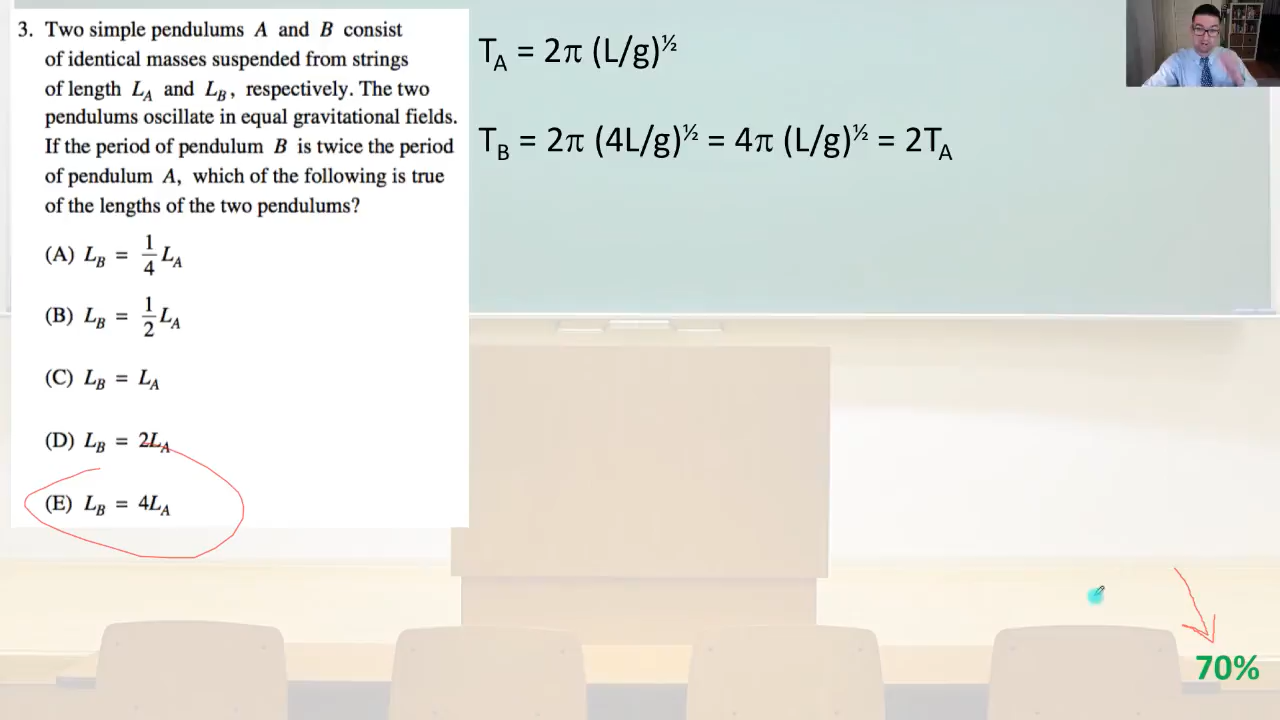 3. Two simple pendulums A and B consist
of identical masses suspended from strings
of length L_A and L_B, respectively. The two
pendulums oscillate in equal gravitational fields.
If the period of pendulum B is twice the period
of pendulum A, which of the following is true
of the lengths of the two pendulums?
(A) L_B = 1/4 L_A
(B) L_B = 1/2 L_A
(C) L_B = L_A
(D) L_B = 2L_A
(E) L_B = 4L_A
T_A = 2π (L/g)^½
T_B = 2π (4L/g)^½ = 4π (L/g)^½ = 2T_A
70%